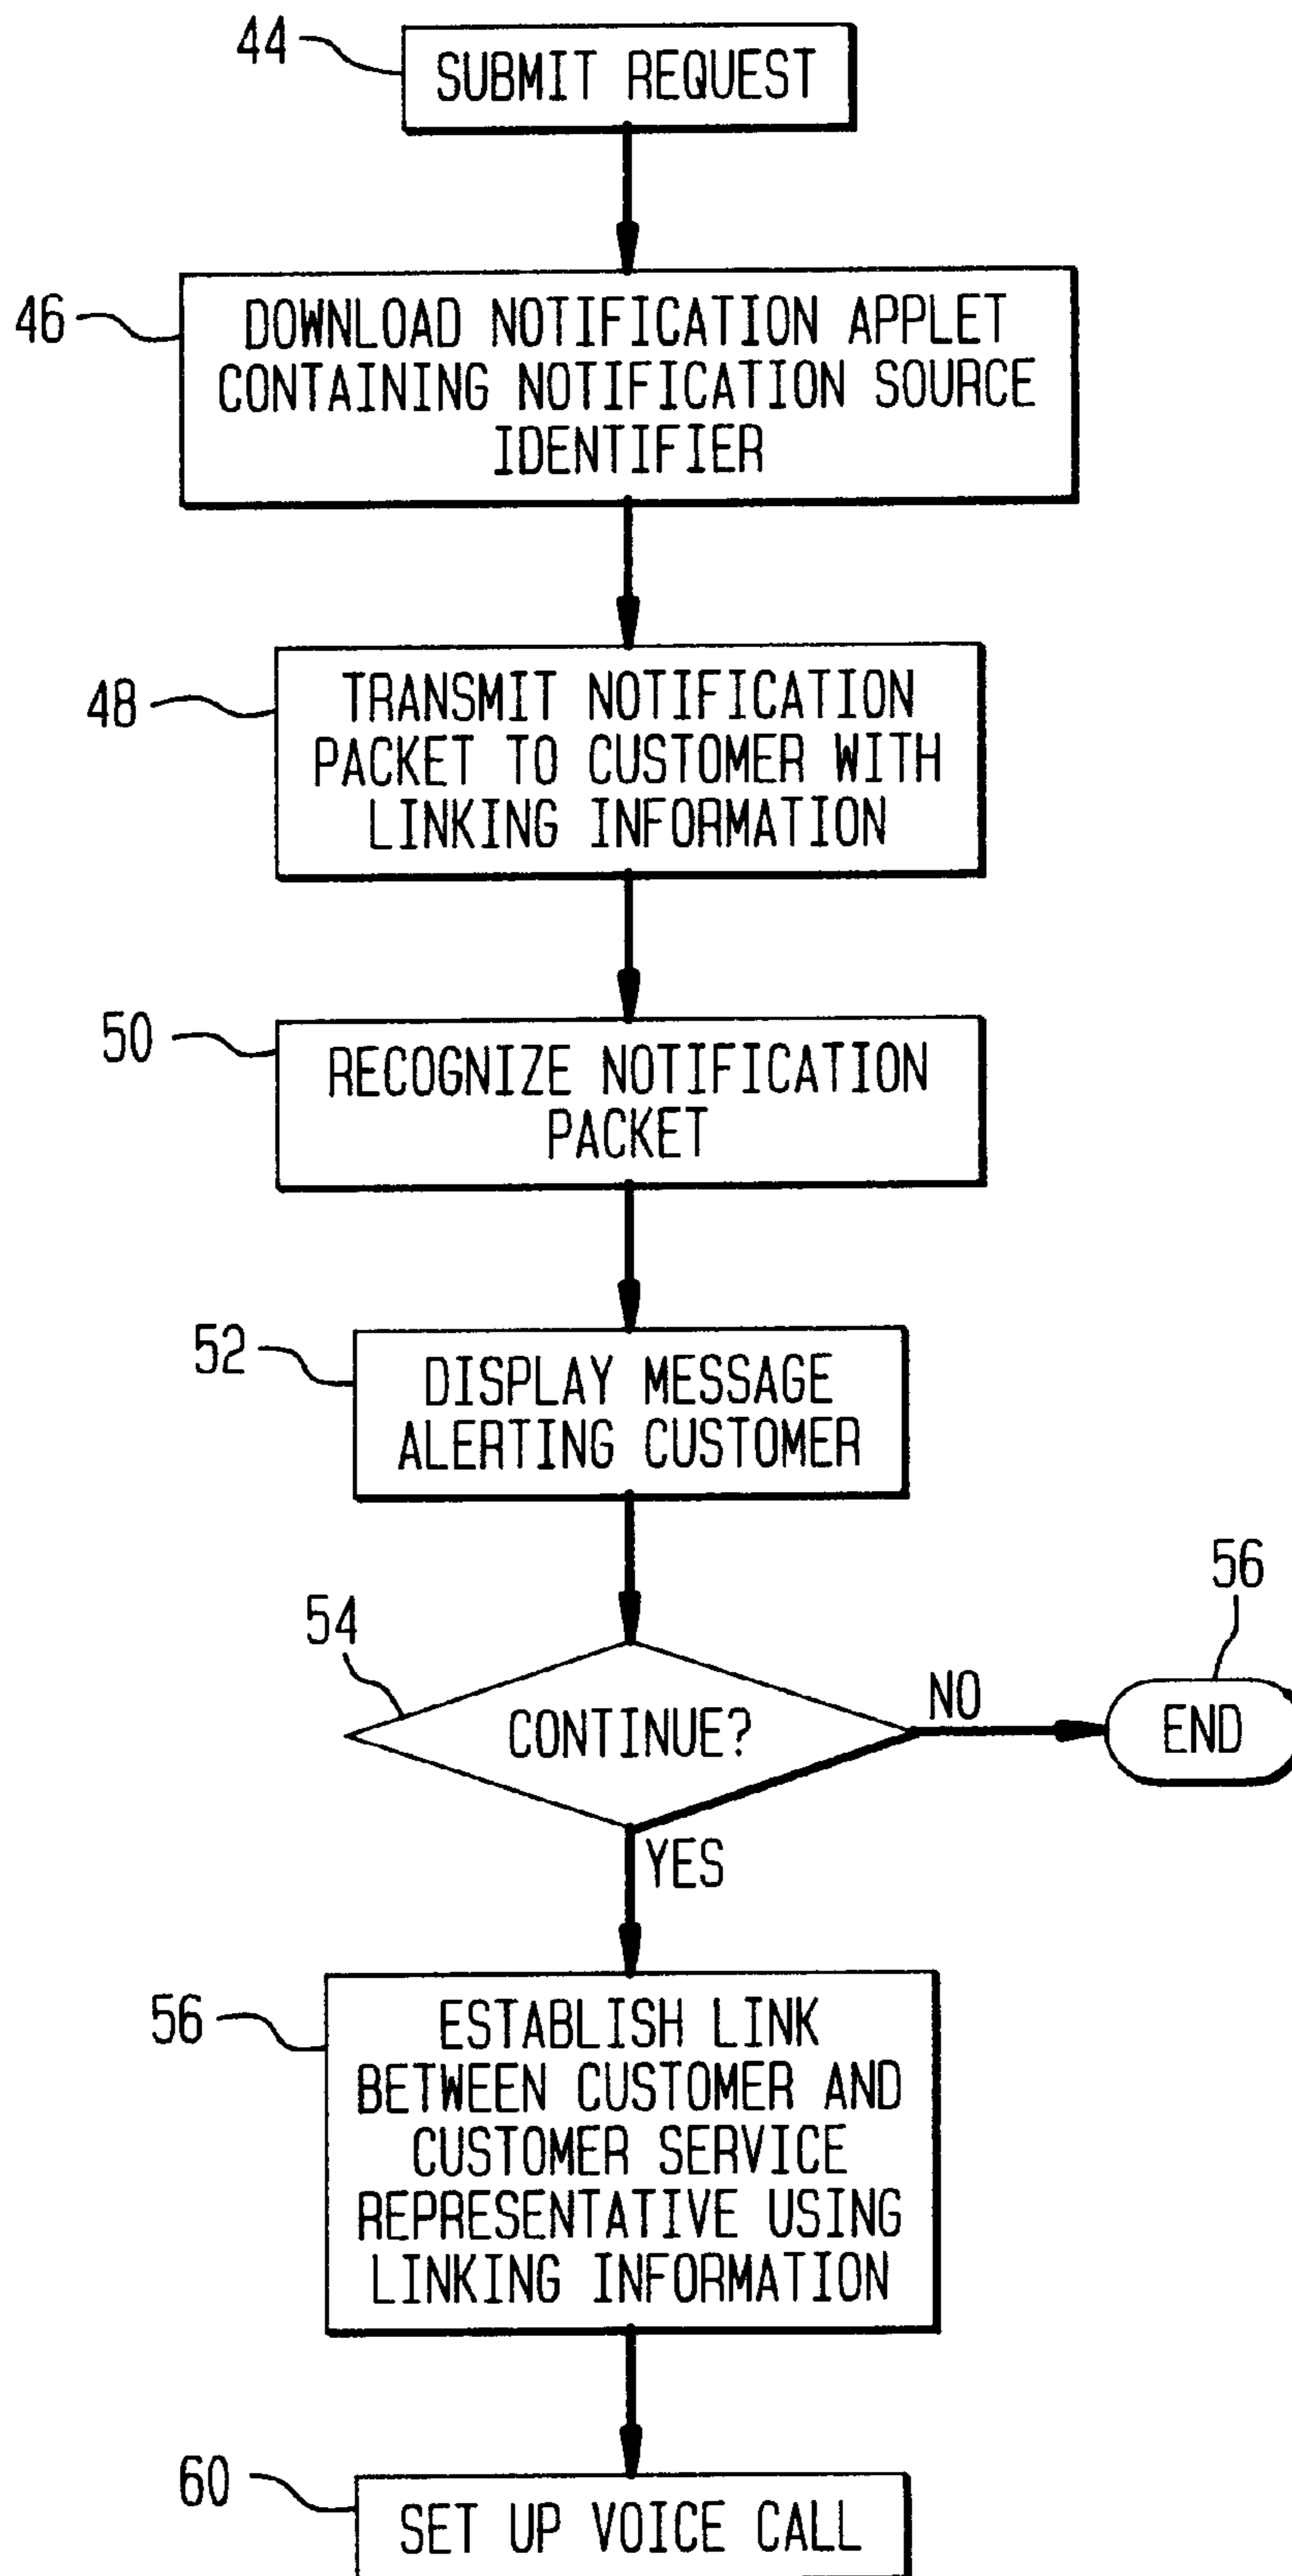 44
SUBMIT REQUEST
46
DOWNLOAD NOTIFICATION APPLET
CONTAINING NOTIFICATION SOURCE
IDENTIFIER
48
TRANSMIT NOTIFICATION
PACKET TO CUSTOMER WITH
LINKING INFORMATION
50
RECOGNIZE NOTIFICATION
PACKET
52
DISPLAY MESSAGE
ALERTING CUSTOMER
54
CONTINUE?
NO
56
END
YES
56
ESTABLISH LINK
BETWEEN CUSTOMER AND
CUSTOMER SERVICE
REPRESENTATIVE USING
LINKING INFORMATION
60
SET UP VOICE CALL